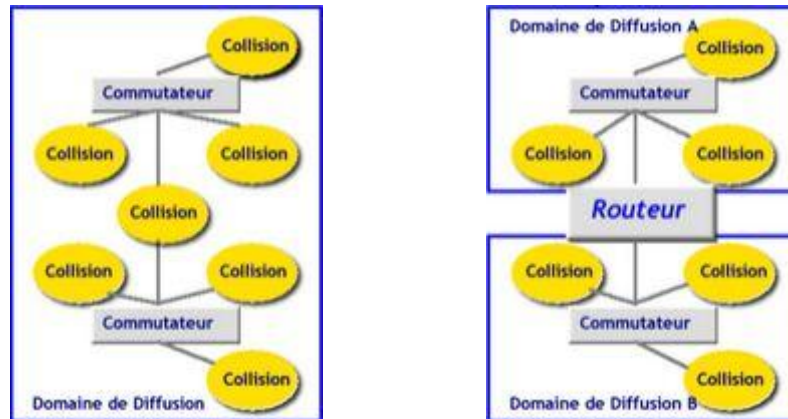 Collision
Commutateur
Collision
Collision
Collision
Collision
Collision
Commutateur
Collision
Domaine de Diffusion
Domaine de Diffusion A
Collision
Commutateur
Collision
Collision
Routeur
Collision
Collision
Commutateur
Collision
Domaine de Diffusion B